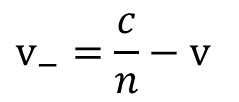 v₋ = c/n − v